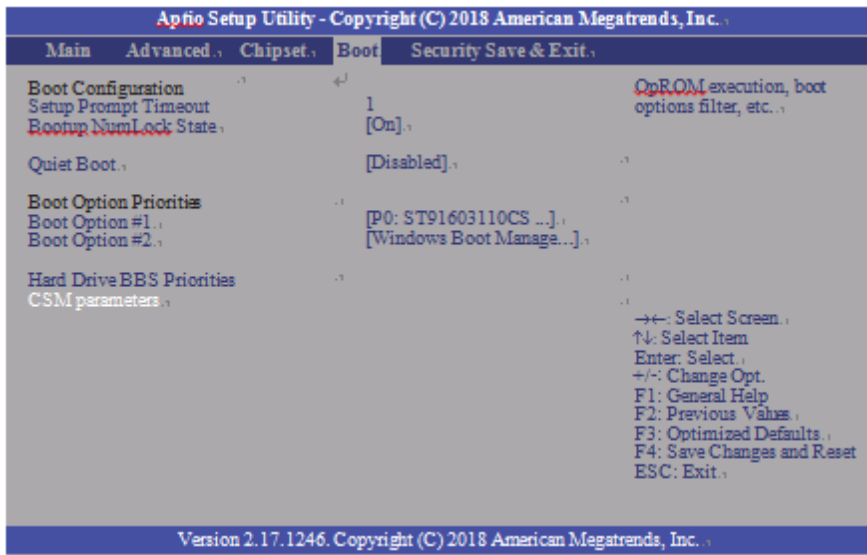 Aptio Setup Utility - Copyright (C) 2018 American Megatrends, Inc.
Main Advanced Chipset Boot Security Save & Exit
Boot Configuration
Setup Prompt Timeout 1
Bootup NumLock State [On]
Quiet Boot [Disabled]
Boot Option Priorities
Boot Option #1 [P0: ST91603110CS ...]
Boot Option #2 [Windows Boot Manage...]
Hard Drive BBS Priorities
CSM parameters
OpROM execution, boot
options filter, etc.
→←: Select Screen
↑↓: Select Item
Enter: Select
+/-: Change Opt.
F1: General Help
F2: Previous Values
F3: Optimized Defaults
F4: Save Changes and Reset
ESC: Exit
Version 2.17.1246. Copyright (C) 2018 American Megatrends, Inc.